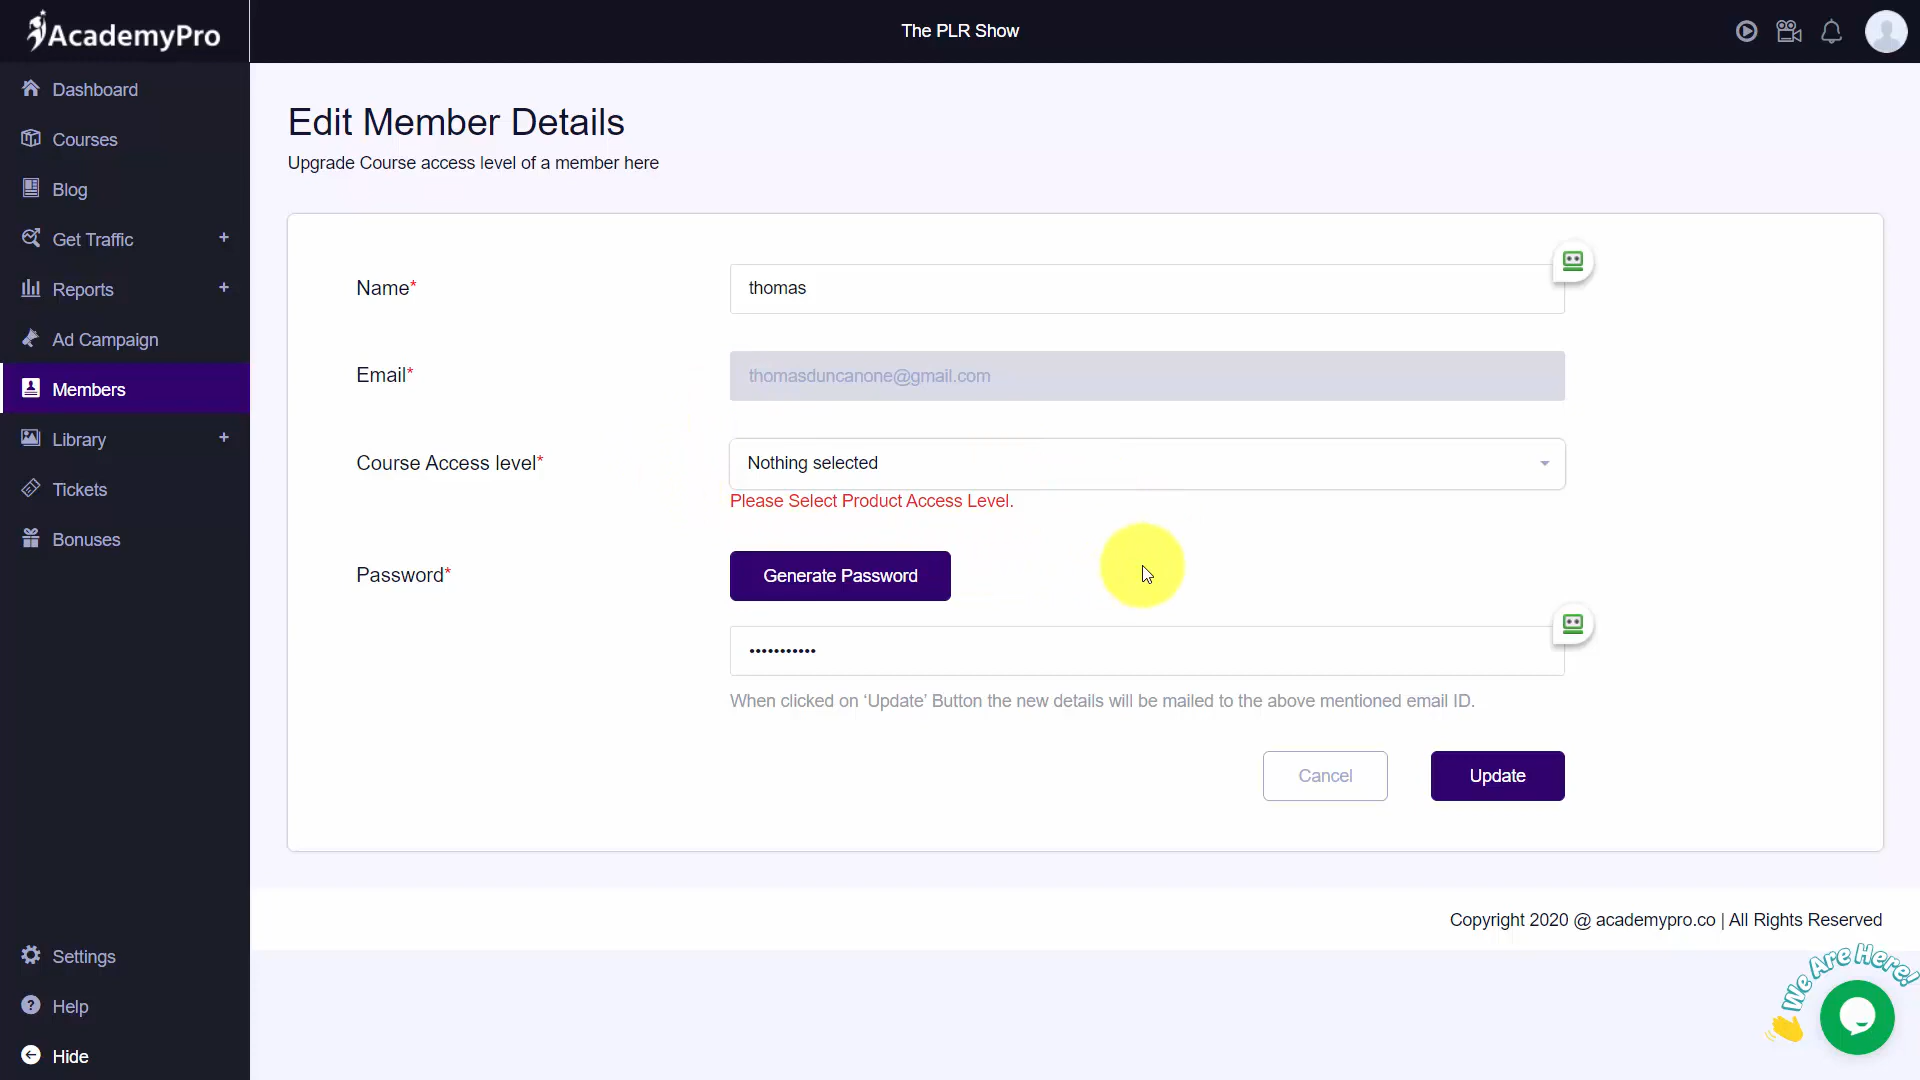 AcademyPro
The PLR Show
Dashboard
Courses
Blog
Get Traffic +
Reports +
Ad Campaign
Members
Library +
Tickets
Bonuses
Settings
Help
Hide
Edit Member Details
Upgrade Course access level of a member here
Name*
thomas
Email*
thomasduncanone@gmail.com
Course Access level*
Nothing selected
Please Select Product Access Level.
Password*
Generate Password
•••••••••••
When clicked on ‘Update’ Button the new details will be mailed to the above mentioned email ID.
Cancel
Update
Copyright 2020 @ academypro.co | All Rights Reserved
We Are Here!